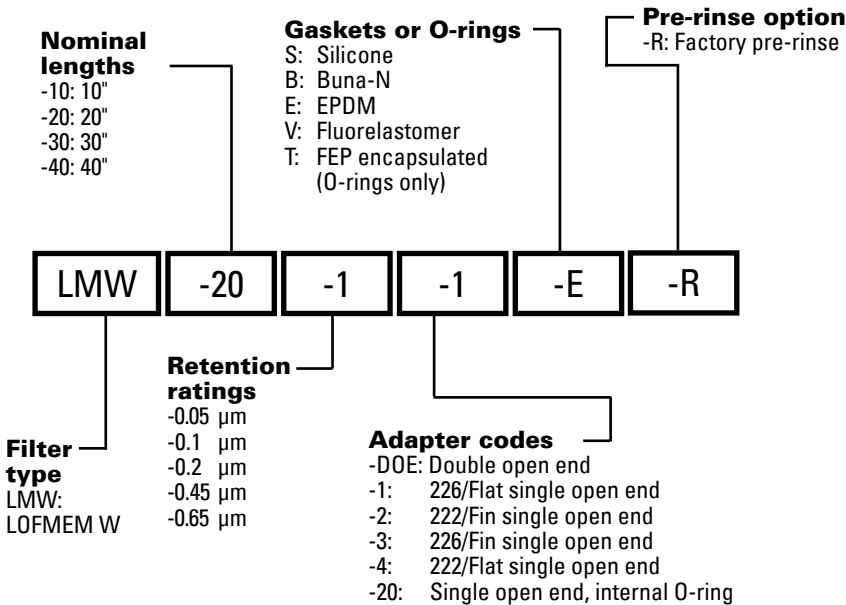 Nominal
lengths
-10: 10"
-20: 20"
-30: 30"
-40: 40"
Gaskets or O-rings
S: Silicone
B: Buna-N
E: EPDM
V: Fluorelastomer
T: FEP encapsulated
(O-rings only)
Pre-rinse option
-R: Factory pre-rinse
LMW -20 -1 -1 -E -R
Filter
type
LMW:
LOFMEM W
Retention
ratings
-0.05 µm
-0.1 µm
-0.2 µm
-0.45 µm
-0.65 µm
Adapter codes
-DOE: Double open end
-1: 226/Flat single open end
-2: 222/Fin single open end
-3: 226/Fin single open end
-4: 222/Flat single open end
-20: Single open end, internal O-ring